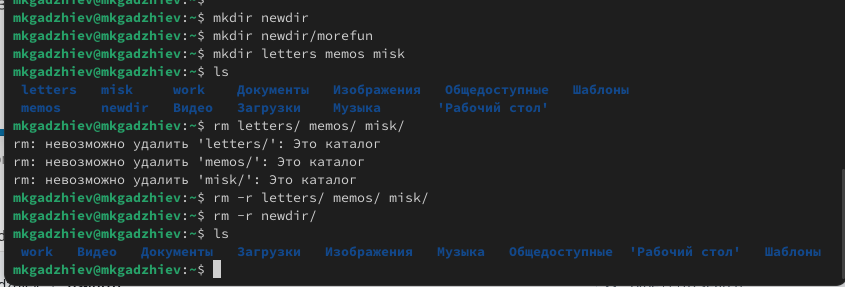 mkgadzhiev@mkgadzhiev:~$ mkdir newdir
mkgadzhiev@mkgadzhiev:~$ mkdir newdir/morefun
mkgadzhiev@mkgadzhiev:~$ mkdir letters memos misk
mkgadzhiev@mkgadzhiev:~$ ls
letters misk work Документы Изображения Общедоступные Шаблоны
memos newdir Видео Загрузки Музыка 'Рабочий стол'
mkgadzhiev@mkgadzhiev:~$ rm letters/ memos/ misk/
rm: невозможно удалить 'letters/': Это каталог
rm: невозможно удалить 'memos/': Это каталог
rm: невозможно удалить 'misk/': Это каталог
mkgadzhiev@mkgadzhiev:~$ rm -r letters/ memos/ misk/
mkgadzhiev@mkgadzhiev:~$ rm -r newdir/
mkgadzhiev@mkgadzhiev:~$ ls
work Видео Документы Загрузки Изображения Музыка Общедоступные 'Рабочий стол' Шаблоны
mkgadzhiev@mkgadzhiev:~$